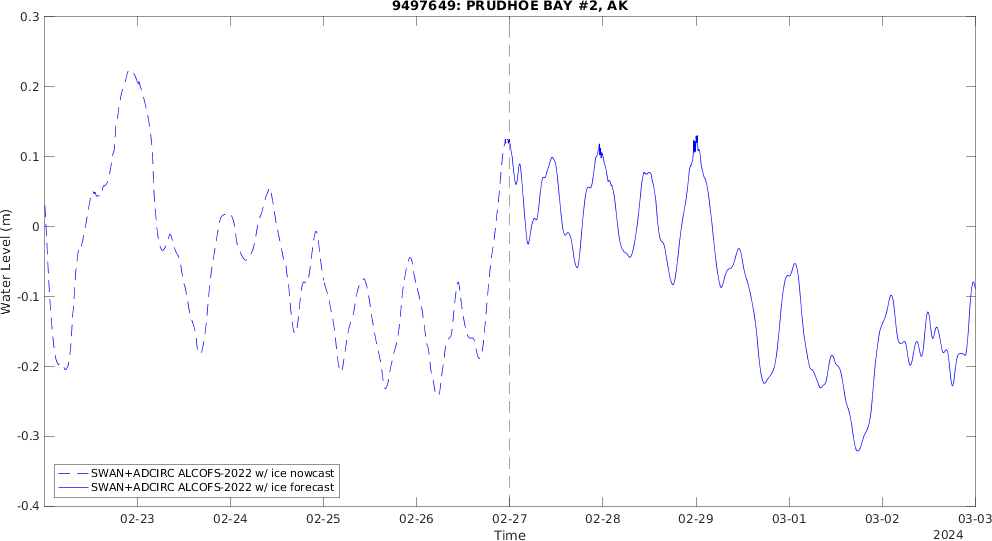 9497649: PRUDHOE BAY #2, AK
0.3
0.2
0.1
0
-0.1
-0.2
-0.3
-0.4
Water Level (m)
SWAN+ADCIRC ALCOFS-2022 w/ ice nowcast
SWAN+ADCIRC ALCOFS-2022 w/ ice forecast
02-23 02-24 02-25 02-26 02-27 02-28 02-29 03-01 03-02 03-03
Time
2024